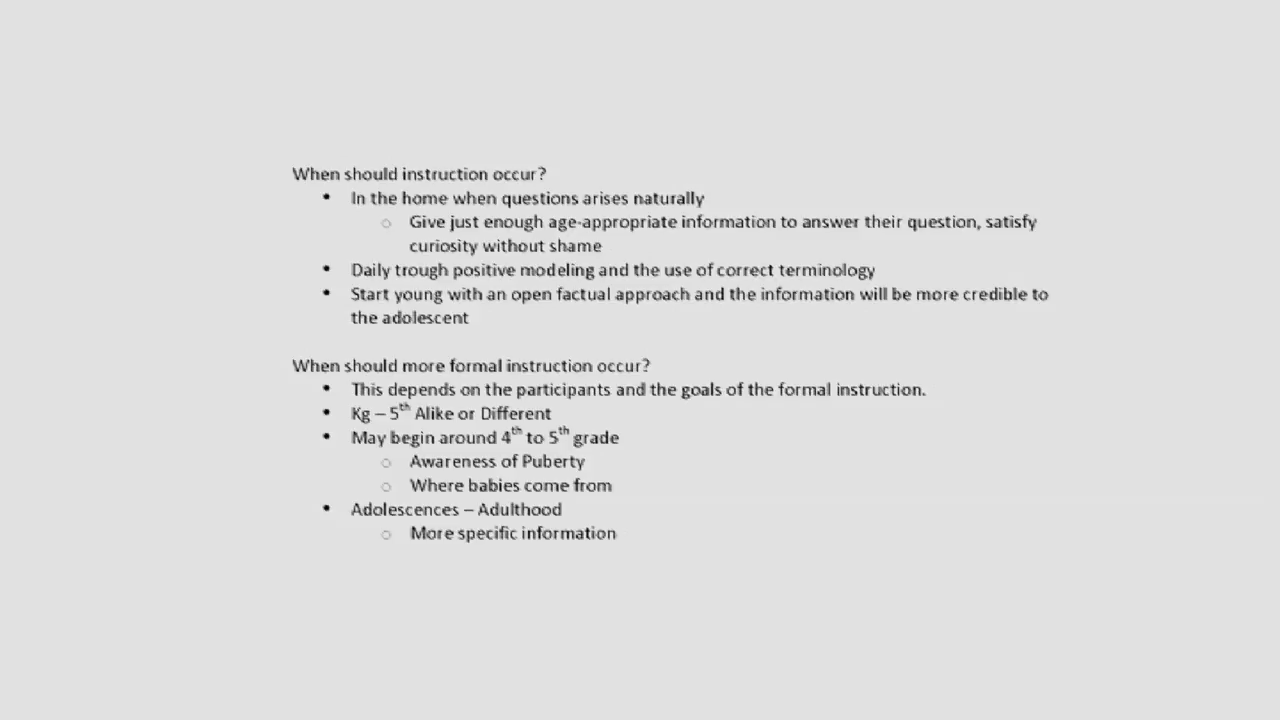 When should instruction occur?
• In the home when questions arises naturally
○ Give just enough age-appropriate information to answer their question, satisfy
curiosity without shame
• Daily trough positive modeling and the use of correct terminology
• Start young with an open factual approach and the information will be more credible to
the adolescent
When should more formal instruction occur?
• This depends on the participants and the goals of the formal instruction.
• Kg – 5th Alike or Different
• May begin around 4th to 5th grade
○ Awareness of Puberty
○ Where babies come from
• Adolescences – Adulthood
○ More specific information